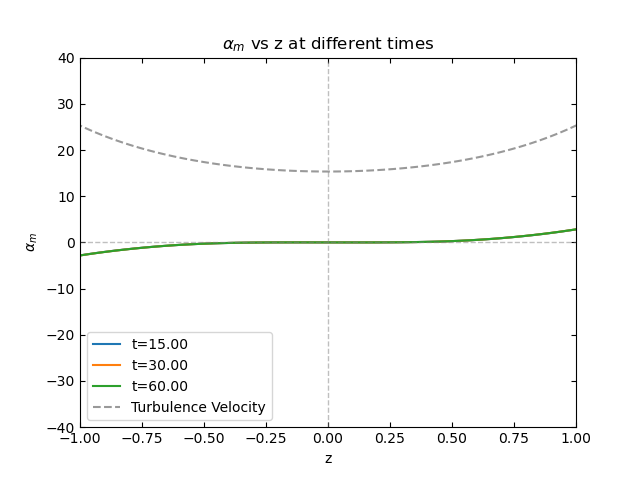 α_m vs z at different times
α_m
40
30
20
10
0
−10
−20
−30
−40
t=15.00
t=30.00
t=60.00
Turbulence Velocity
−1.00 −0.75 −0.50 −0.25 0.00 0.25 0.50 0.75 1.00
z